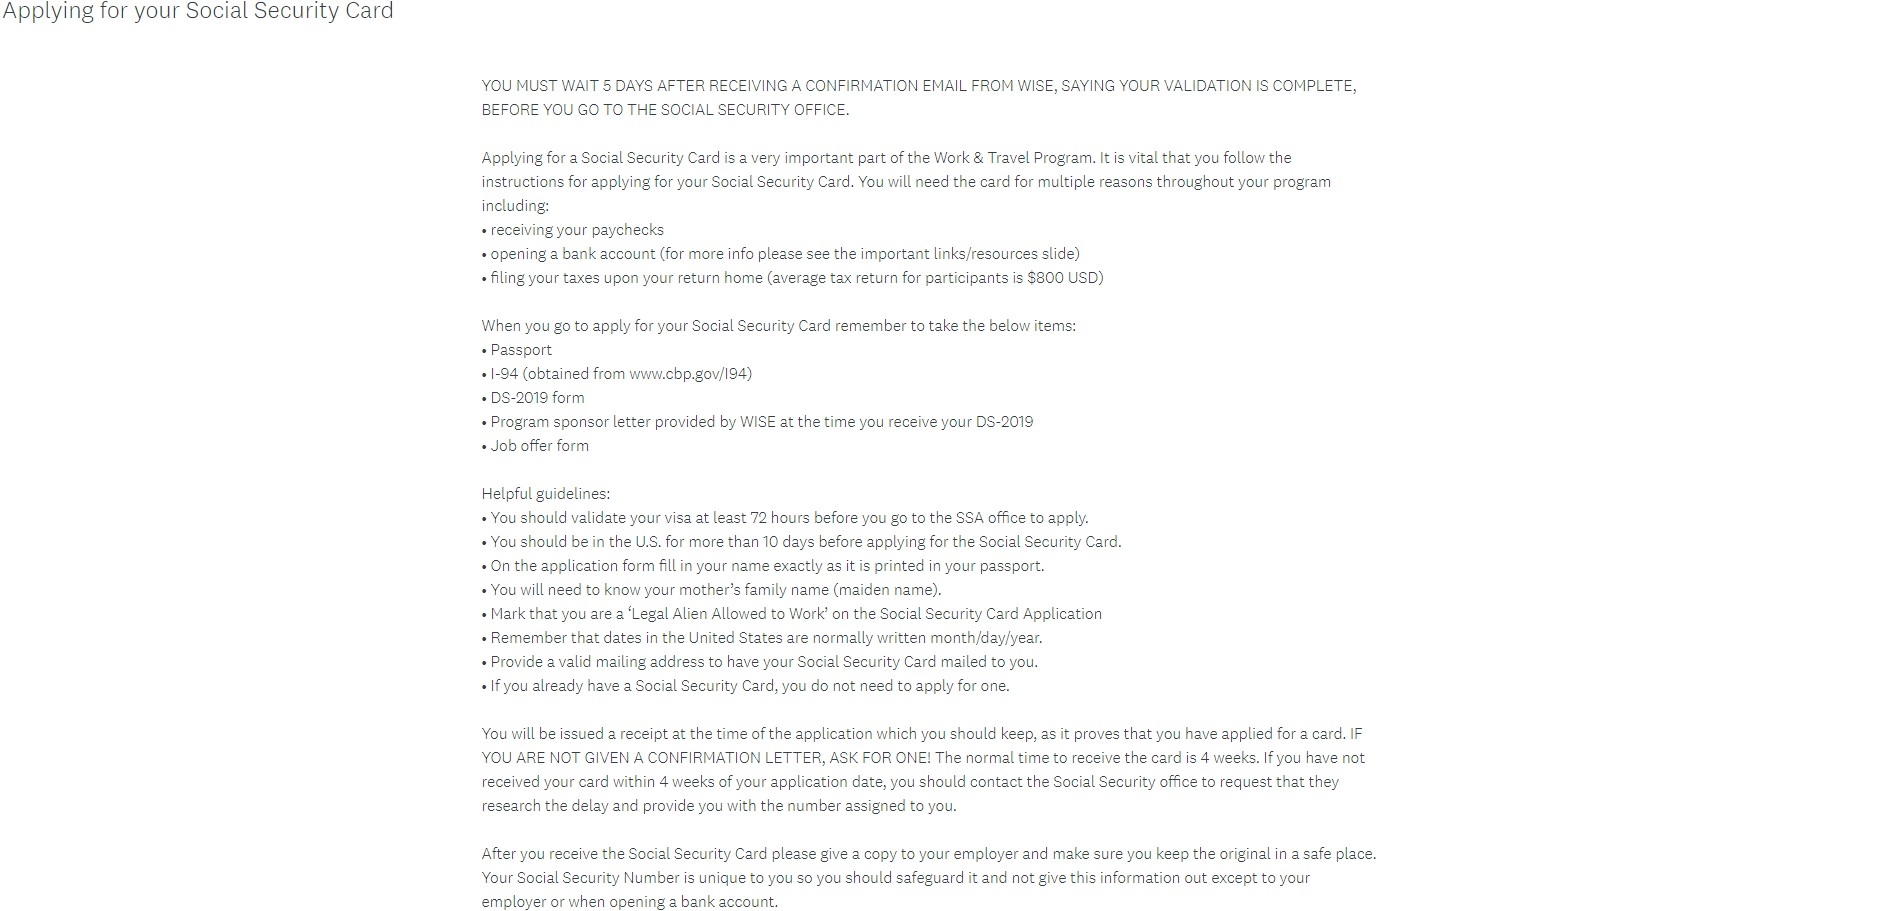 Applying for your Social Security Card
YOU MUST WAIT 5 DAYS AFTER RECEIVING A CONFIRMATION EMAIL FROM WISE, SAYING YOUR VALIDATION IS COMPLETE,
BEFORE YOU GO TO THE SOCIAL SECURITY OFFICE.
Applying for a Social Security Card is a very important part of the Work & Travel Program. It is vital that you follow the
instructions for applying for your Social Security Card. You will need the card for multiple reasons throughout your program
including:
• receiving your paychecks
• opening a bank account (for more info please see the important links/resources slide)
• filing your taxes upon your return home (average tax return for participants is $800 USD)
When you go to apply for your Social Security Card remember to take the below items:
• Passport
• I-94 (obtained from www.cbp.gov/I94)
• DS-2019 form
• Program sponsor letter provided by WISE at the time you receive your DS-2019
• Job offer form
Helpful guidelines:
• You should validate your visa at least 72 hours before you go to the SSA office to apply.
• You should be in the U.S. for more than 10 days before applying for the Social Security Card.
• On the application form fill in your name exactly as it is printed in your passport.
• You will need to know your mother’s family name (maiden name).
• Mark that you are a ‘Legal Alien Allowed to Work’ on the Social Security Card Application
• Remember that dates in the United States are normally written month/day/year.
• Provide a valid mailing address to have your Social Security Card mailed to you.
• If you already have a Social Security Card, you do not need to apply for one.
You will be issued a receipt at the time of the application which you should keep, as it proves that you have applied for a card. IF
YOU ARE NOT GIVEN A CONFIRMATION LETTER, ASK FOR ONE! The normal time to receive the card is 4 weeks. If you have not
received your card within 4 weeks of your application date, you should contact the Social Security office to request that they
research the delay and provide you with the number assigned to you.
After you receive the Social Security Card please give a copy to your employer and make sure you keep the original in a safe place.
Your Social Security Number is unique to you so you should safeguard it and not give this information out except to your
employer or when opening a bank account.